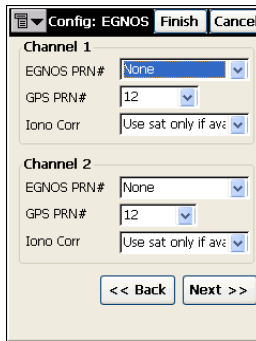 Config: EGNOS Finish Cancel
Channel 1
EGNOS PRN# None
GPS PRN# 12
Iono Corr Use sat only if ava
Channel 2
EGNOS PRN# None
GPS PRN# 12
Iono Corr Use sat only if ava
<< Back Next >>